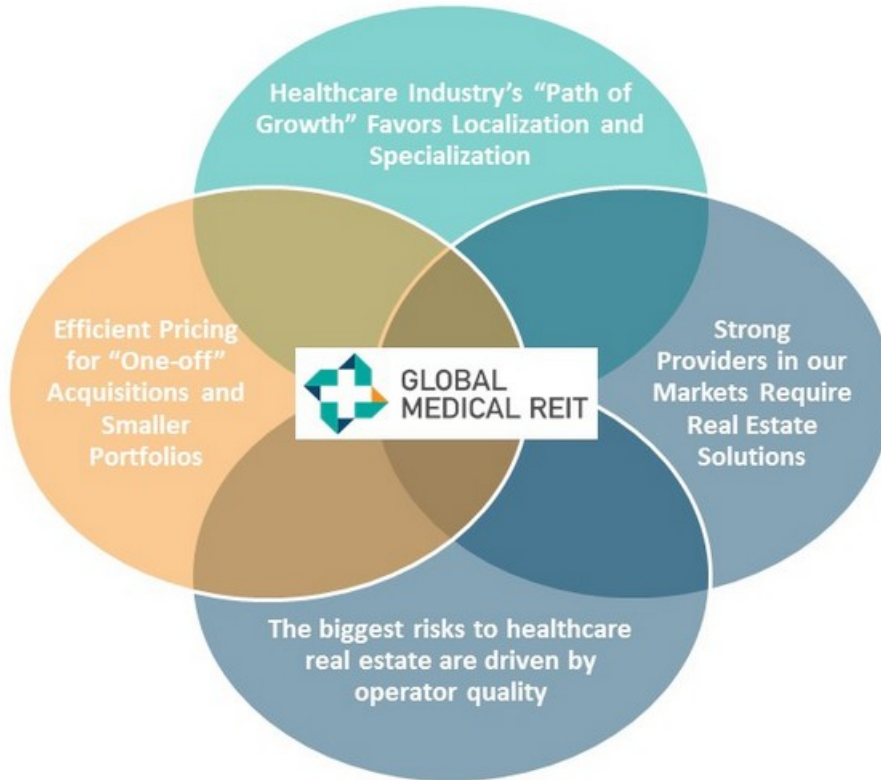 Healthcare Industry’s “Path of
Growth” Favors Localization and
Specialization
Efficient Pricing
for “One-off”
Acquisitions and
Smaller
Portfolios
GLOBAL
MEDICAL REIT
Strong
Providers in our
Markets Require
Real Estate
Solutions
The biggest risks to healthcare
real estate are driven by
operator quality